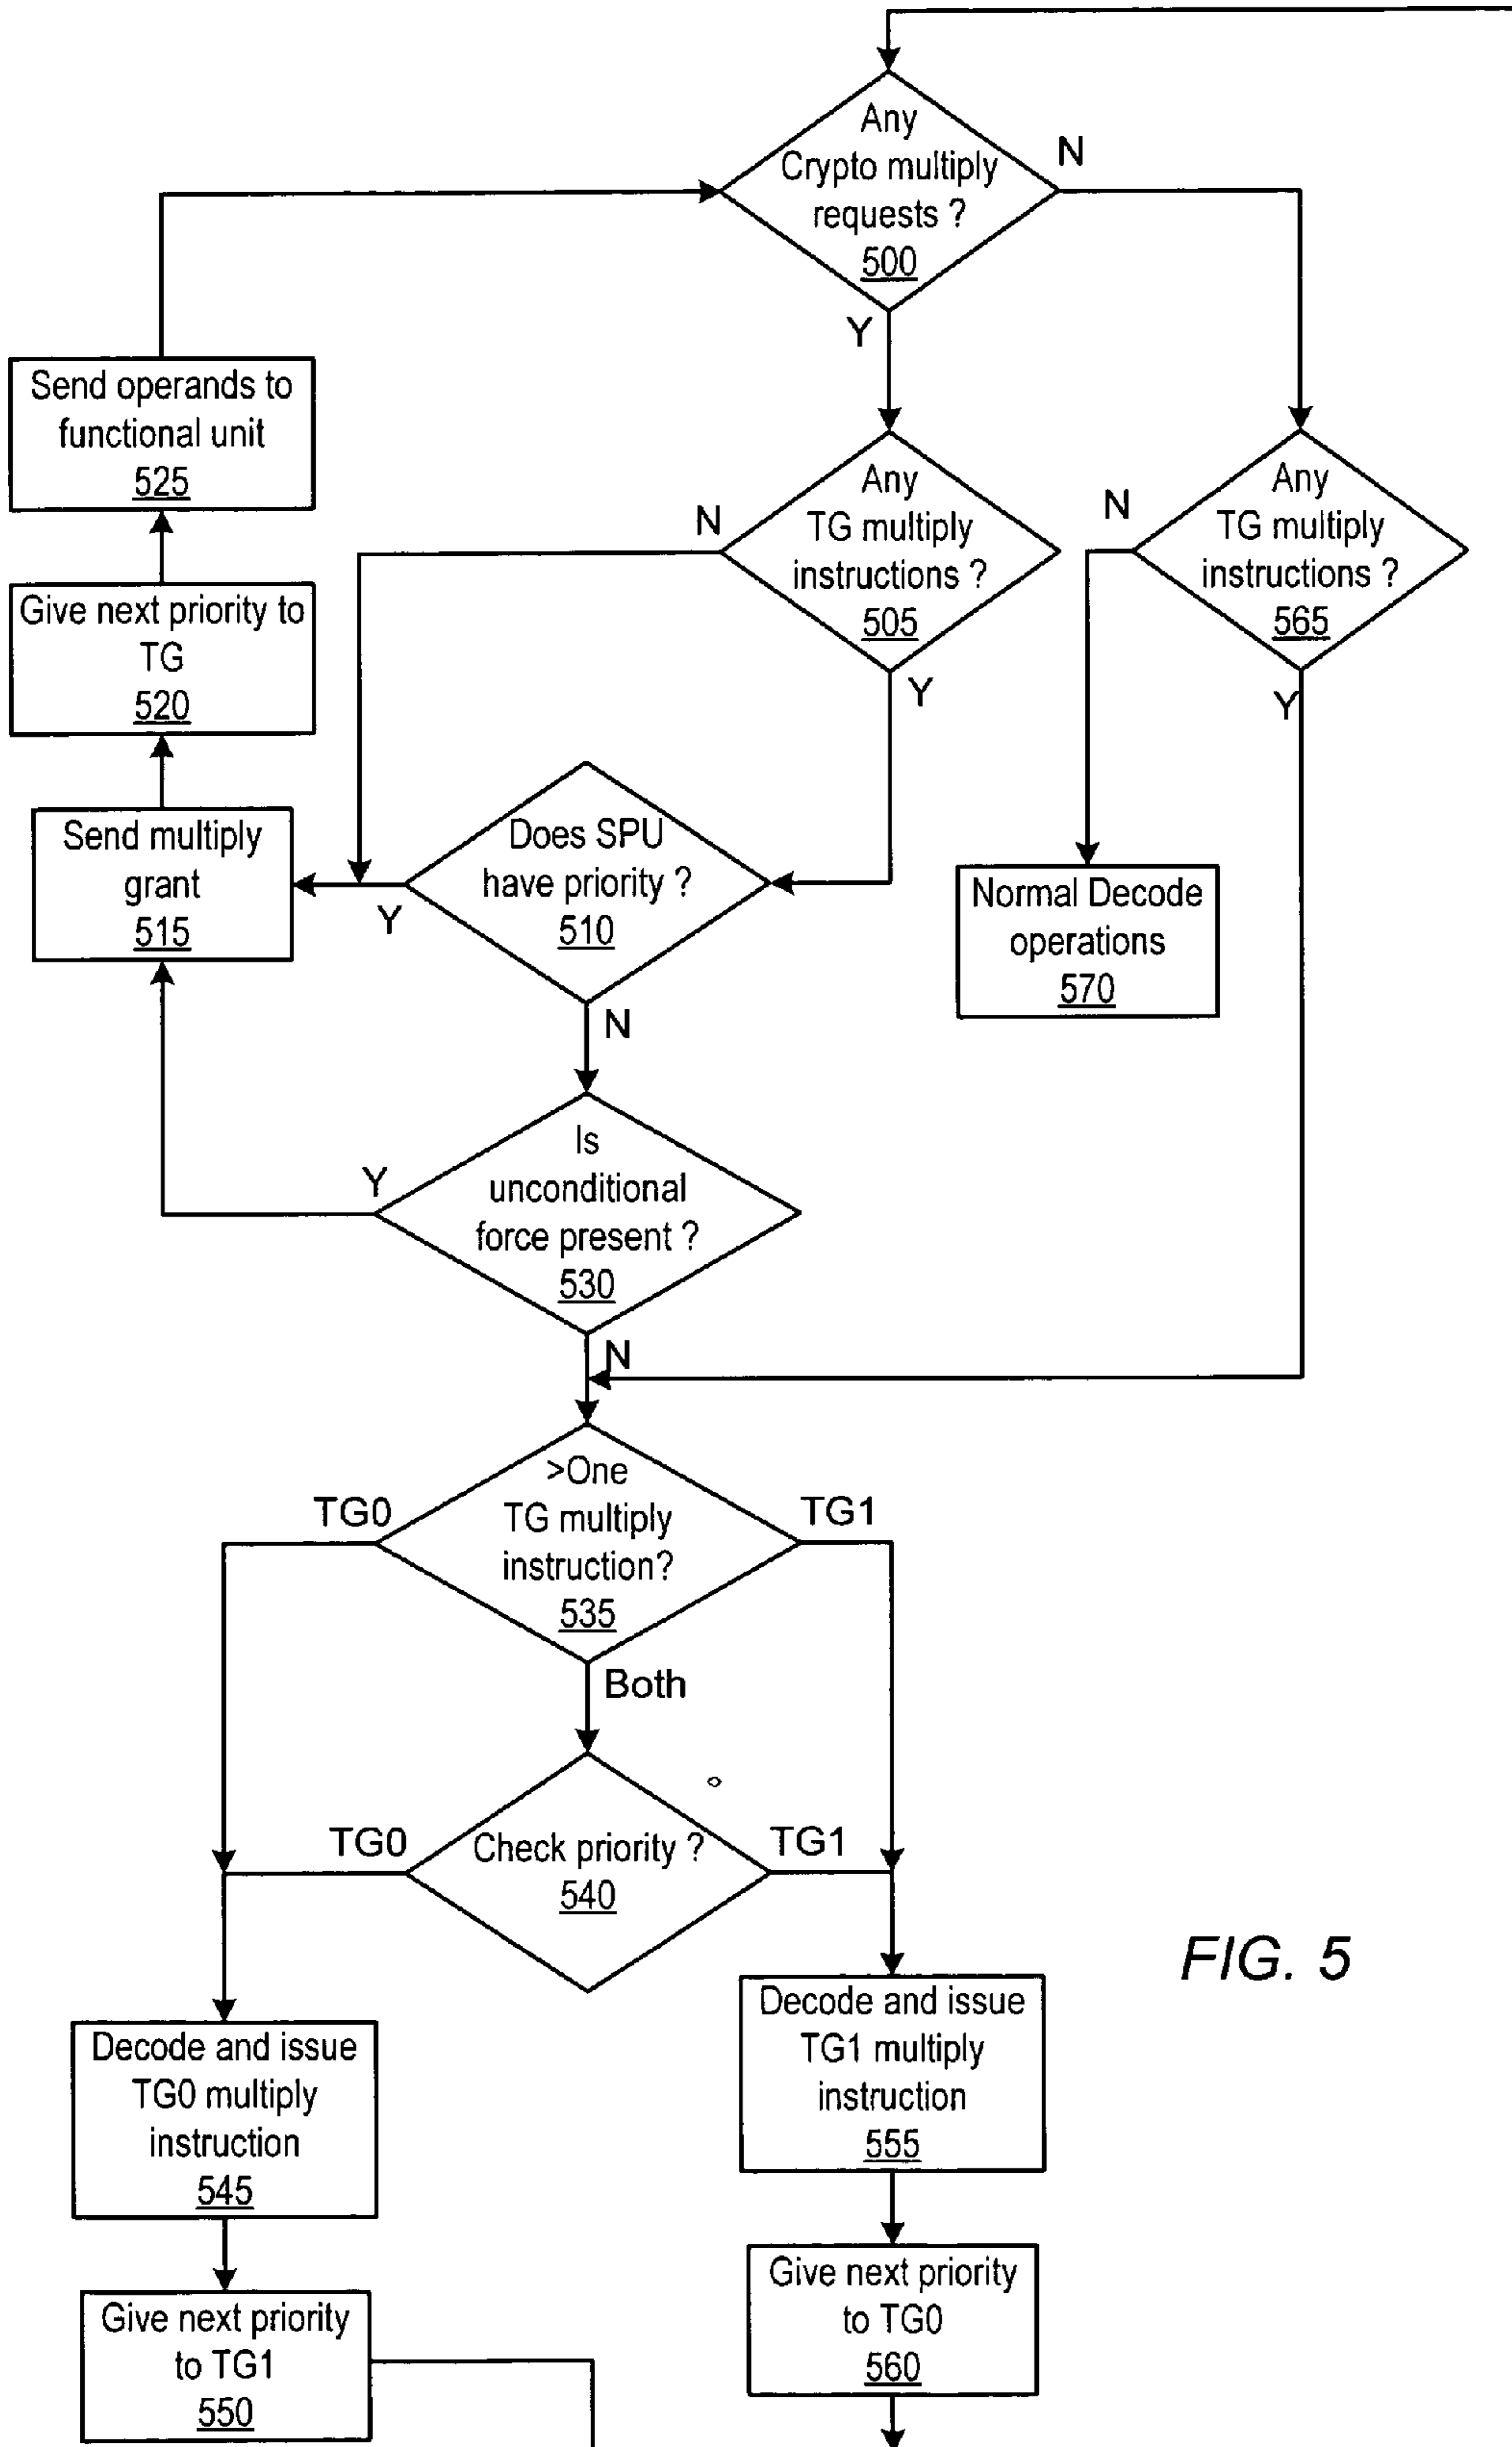 Any
Crypto multiply
requests ?
500
N
Y
Send operands to
functional unit
525
Any
TG multiply
instructions ?
505
N
Y
Any
TG multiply
instructions ?
565
N
Y
Give next priority to
TG
520
Send multiply
grant
515
Does SPU
have priority ?
510
Y
N
Normal Decode
operations
570
Is
unconditional
force present ?
530
Y
N
>One
TG multiply
instruction?
535
TG0
TG1
Both
Check priority ?
540
TG0
TG1
FIG. 5
Decode and issue
TG0 multiply
instruction
545
Decode and issue
TG1 multiply
instruction
555
Give next priority
to TG1
550
Give next priority
to TG0
560